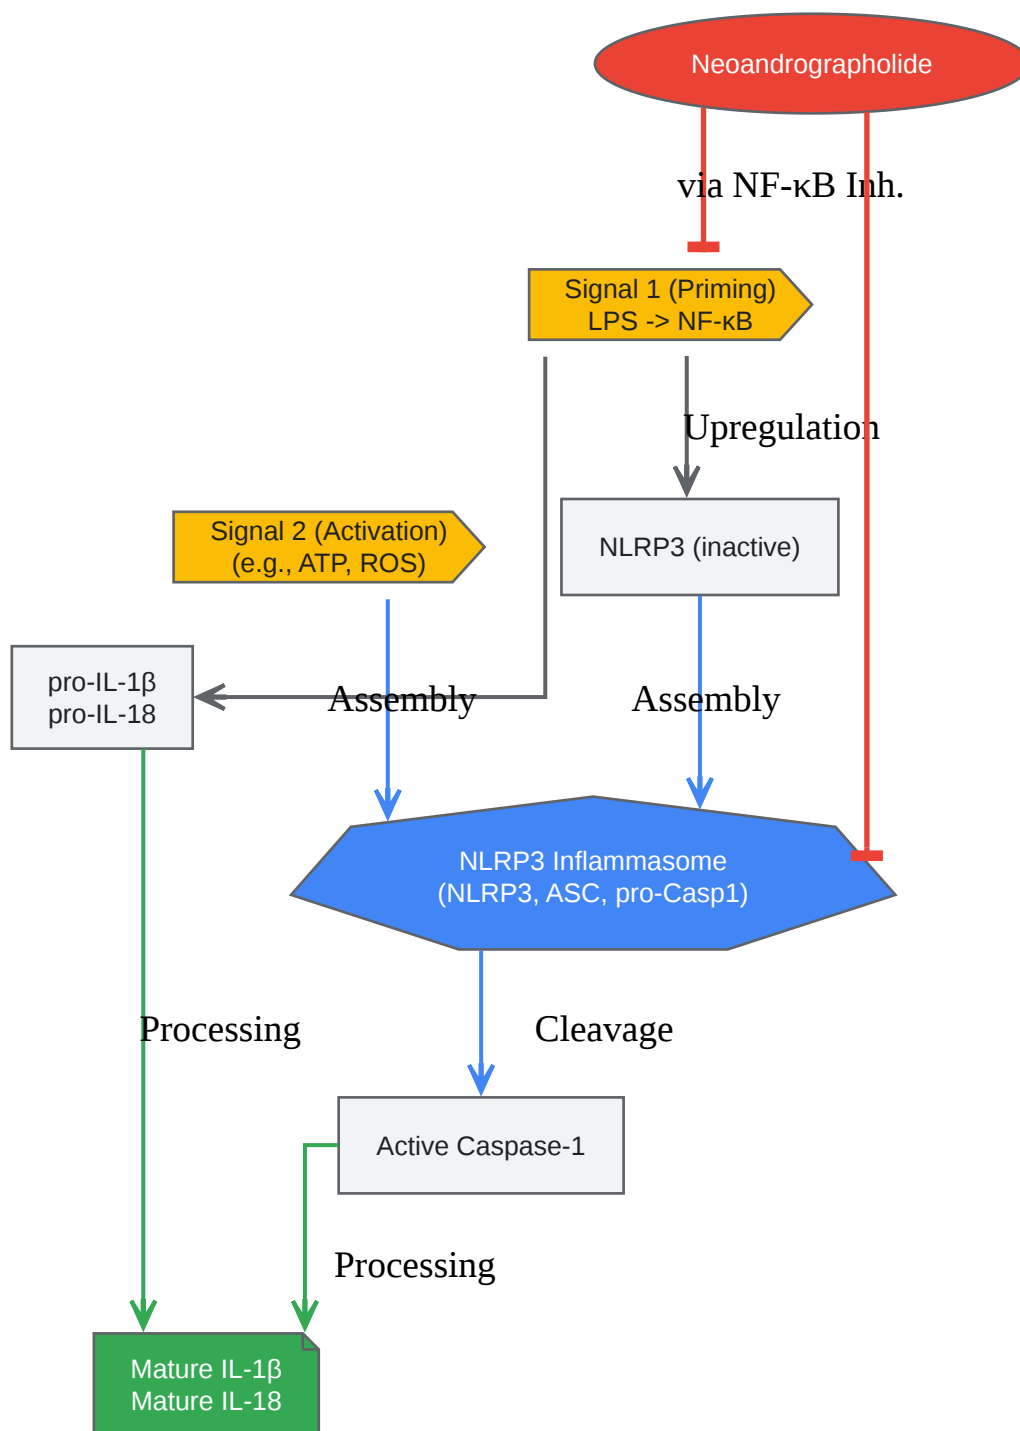 Neoandrographolide
via NF-κB Inh.
Signal 1 (Priming)
LPS -> NF-κB
Upregulation
Signal 2 (Activation)
(e.g., ATP, ROS)
NLRP3 (inactive)
pro-IL-1β
pro-IL-18
Assembly
Assembly
NLRP3 Inflammasome
(NLRP3, ASC, pro-Casp1)
Processing
Cleavage
Active Caspase-1
Processing
Mature IL-1β
Mature IL-18